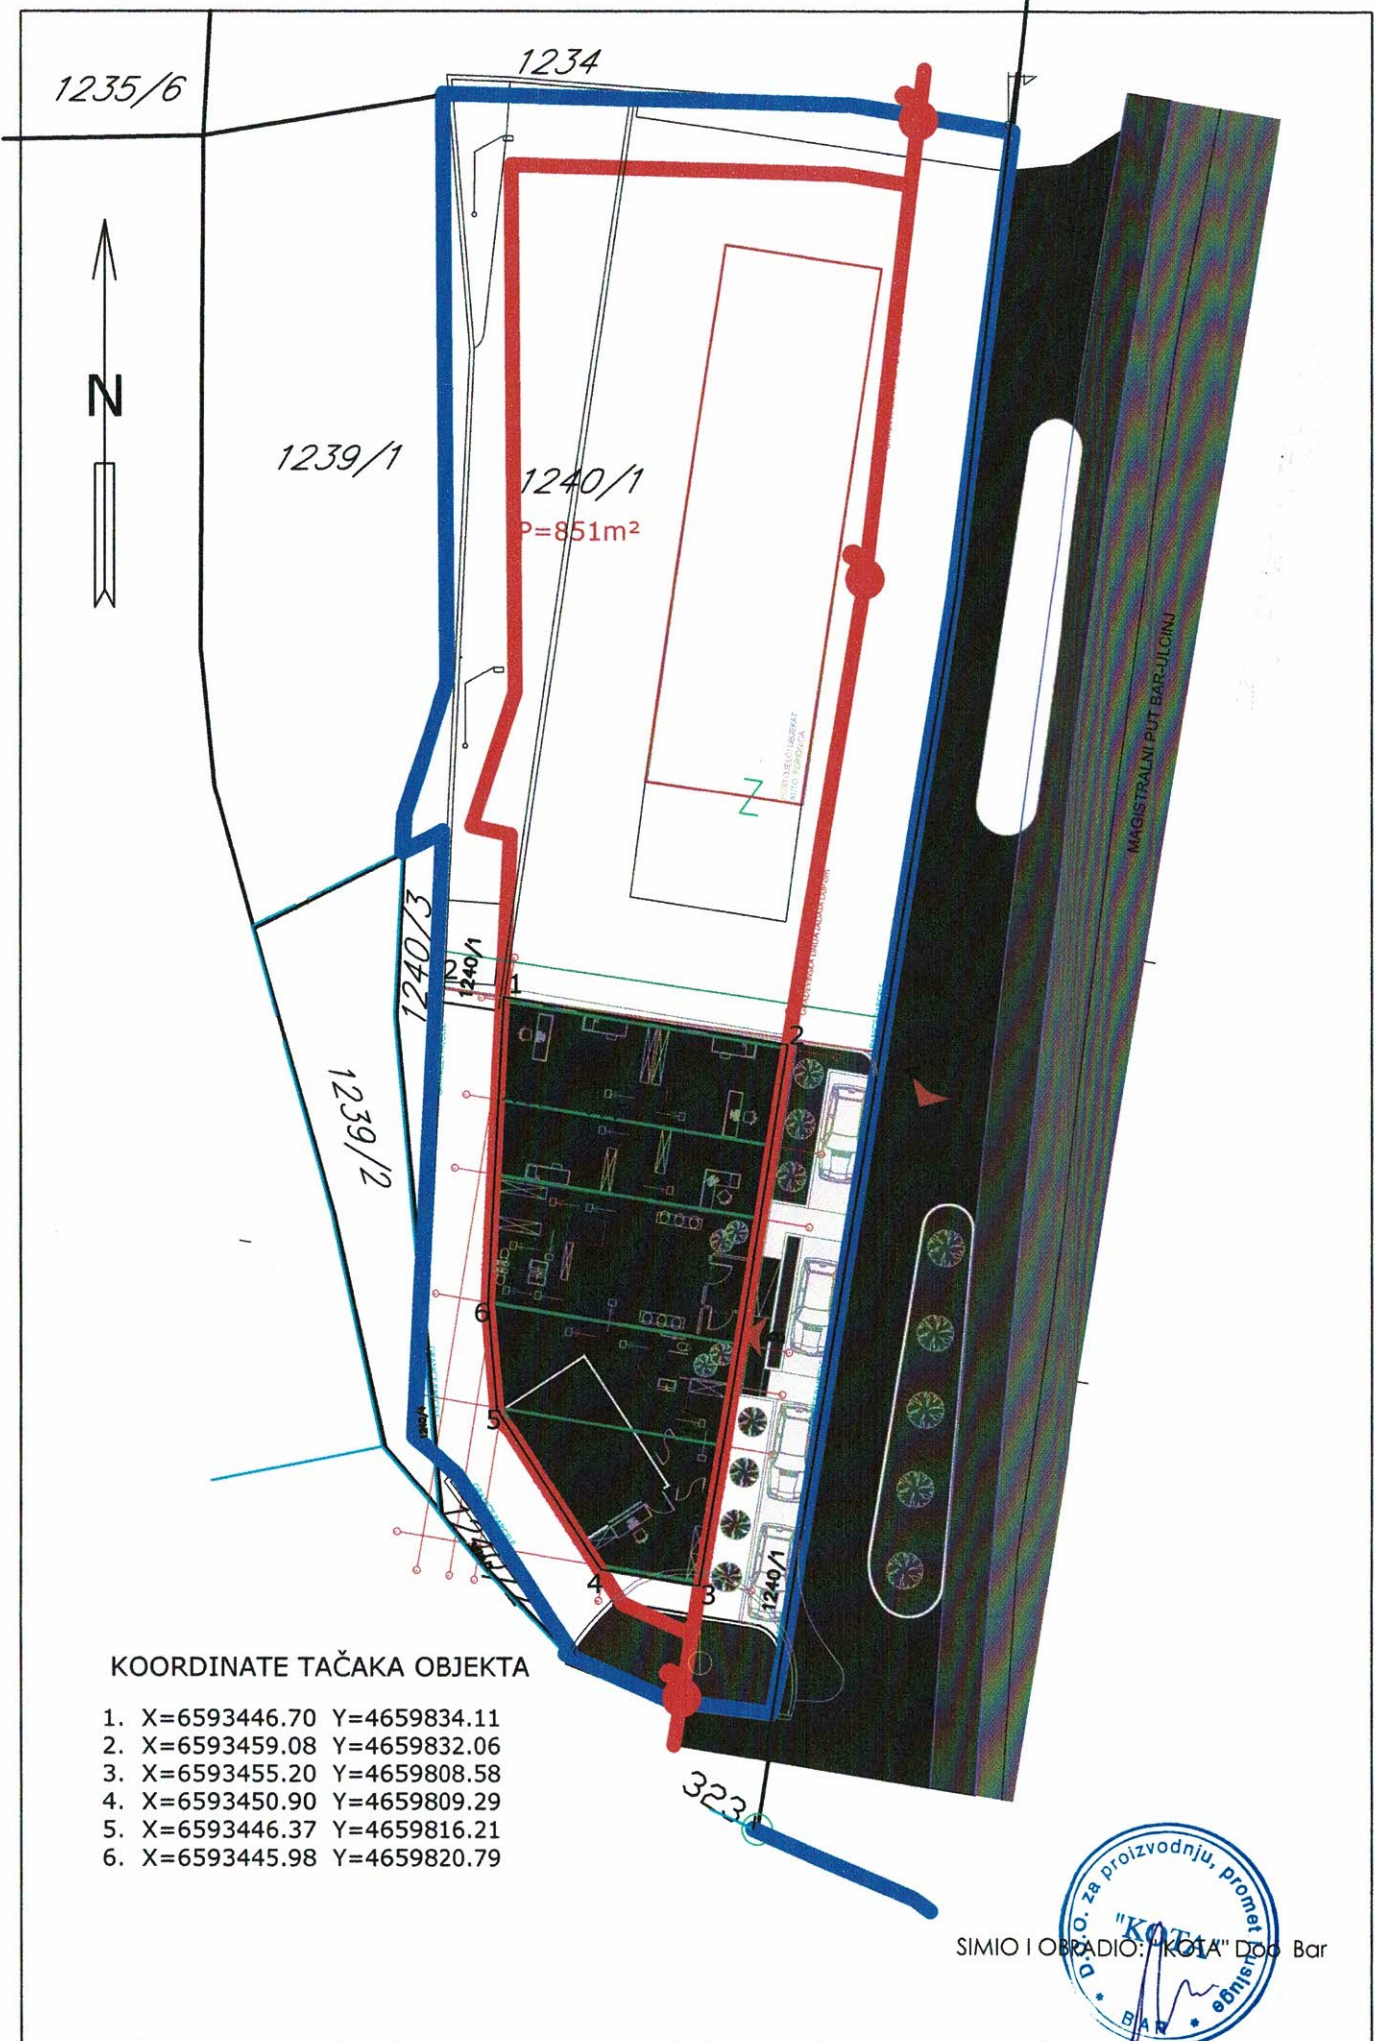 1234
1235/6
N
1239/1
1240/1
P=851m²
MAGISTRALNI PUT BAR-ULCINJ
Z
1240/3
2
1240/1
1
2
1239/2
6
5
4
3
1240/1
KOORDINATE TAČAKA OBJEKTA
1. X=6593446.70 Y=4659834.11
2. X=6593459.08 Y=4659832.06
3. X=6593455.20 Y=4659808.58
4. X=6593450.90 Y=4659809.29
5. X=6593446.37 Y=4659816.21
6. X=6593445.98 Y=4659820.79
323
SIMIO I OBRADIO: "KOTA" Doo Bar
D.O.O. za proizvodnju, promet i usluge
"KOTA"
BAR